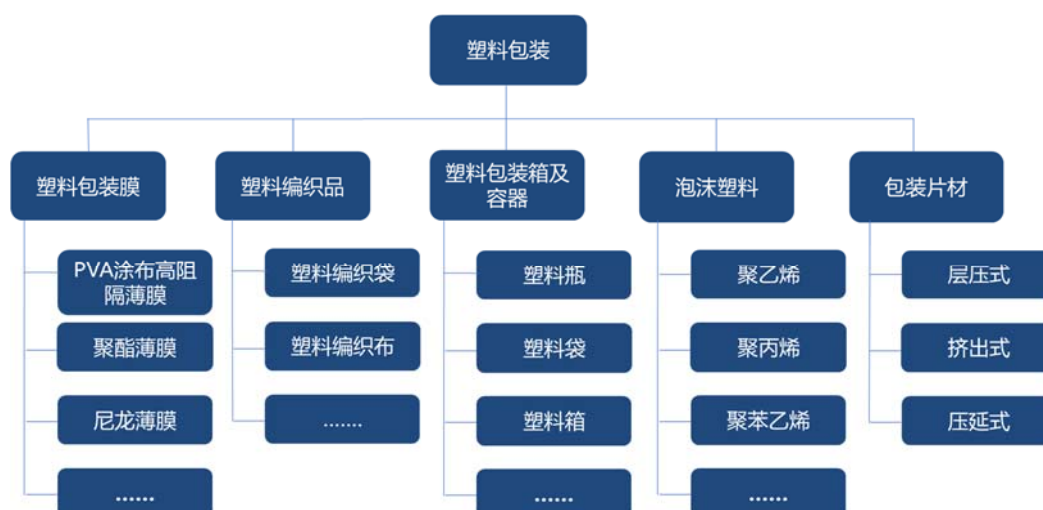 塑料包装
塑料包装膜
塑料编织品
塑料包装箱及
容器
泡沫塑料
包装片材
PVA涂布高阻
隔薄膜
聚酯薄膜
尼龙薄膜
......
塑料编织袋
塑料编织布
.......
塑料瓶
塑料袋
塑料箱
......
聚乙烯
聚丙烯
聚苯乙烯
......
层压式
挤出式
压延式